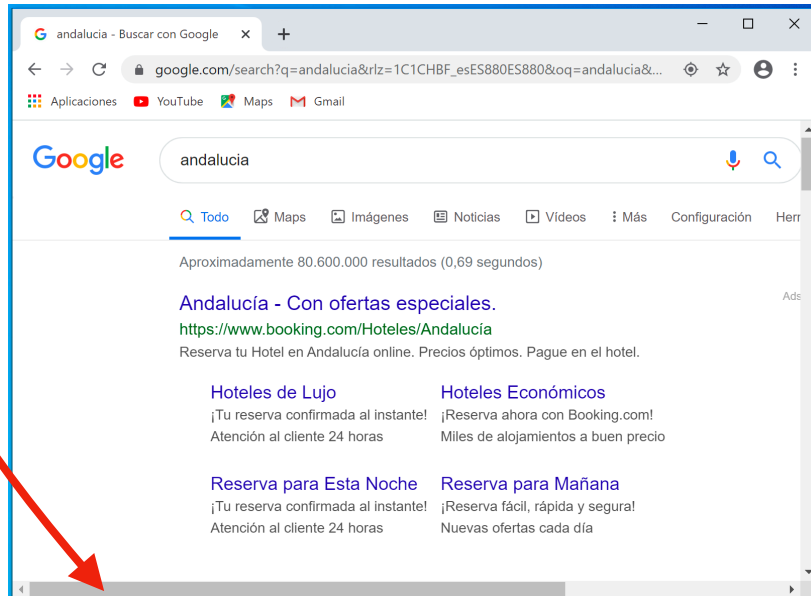 andalucia - Buscar con Google
google.com/search?q=andalucia&rlz=1C1CHBF_esES880ES880&oq=andalucia&...
Aplicaciones YouTube Maps Gmail
Google andalucia
Todo Maps Imágenes Noticias Vídeos Más Configuración Herr
Aproximadamente 80.600.000 resultados (0,69 segundos)
Andalucía - Con ofertas especiales. Ads
https://www.booking.com/Hoteles/Andalucía
Reserva tu Hotel en Andalucía online. Precios óptimos. Pague en el hotel.
Hoteles de Lujo Hoteles Económicos
¡Tu reserva confirmada al instante! ¡Reserva ahora con Booking.com!
Atención al cliente 24 horas Miles de alojamientos a buen precio
Reserva para Esta Noche Reserva para Mañana
¡Tu reserva confirmada al instante! ¡Reserva fácil, rápida y segura!
Atención al cliente 24 horas Nuevas ofertas cada día